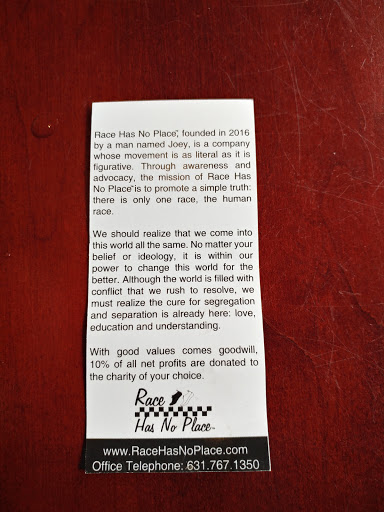 Race Has No Place™, founded in 2016
by a man named Joey, is a company
whose movement is as literal as it is
figurative. Through awareness and
advocacy, the mission of Race Has
No Place™ is to promote a simple truth:
there is only one race, the human
race.
We should realize that we come into
this world all the same. No matter your
belief or ideology, it is within our
power to change this world for the
better. Although the world is filled with
conflict that we rush to resolve, we
must realize the cure for segregation
and separation is already here: love,
education and understanding.
With good values comes goodwill,
10% of all net profits are donated to
the charity of your choice.
Race
Has No Place™
www.RaceHasNoPlace.com
Office Telephone: 631.767.1350